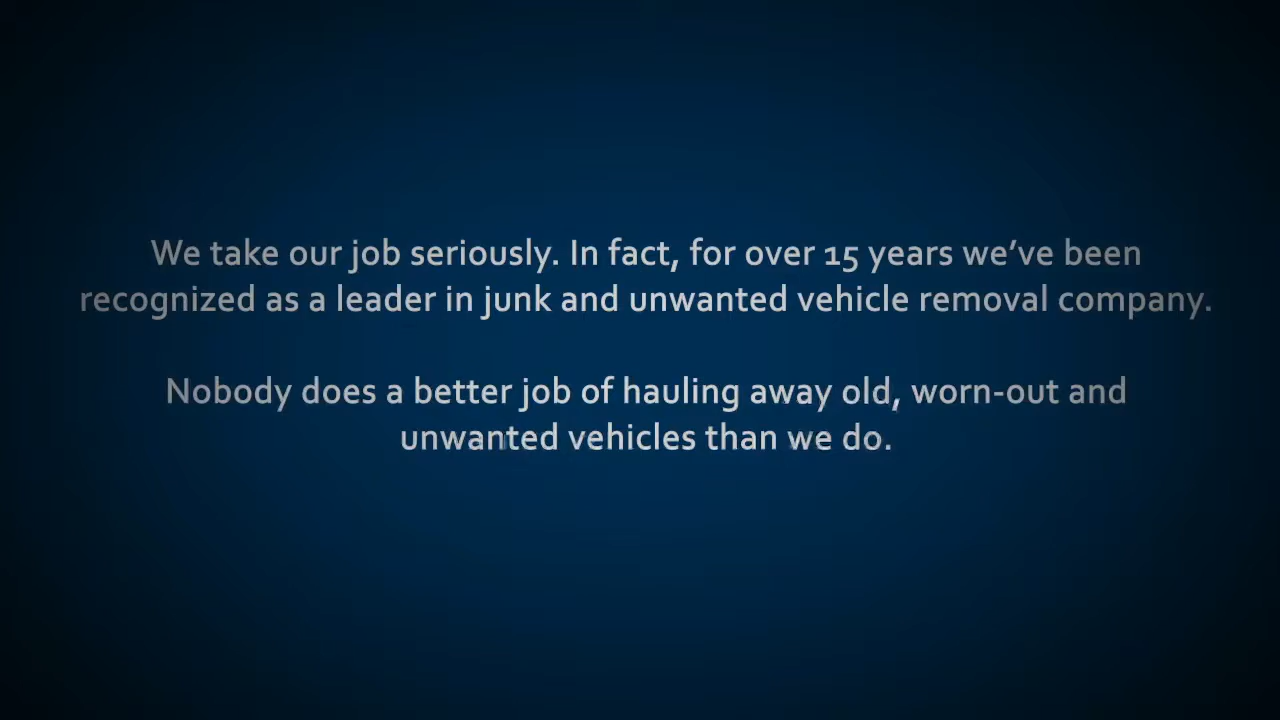 We take our job seriously. In fact, for over 15 years we’ve been
recognized as a leader in junk and unwanted vehicle removal company.
Nobody does a better job of hauling away old, worn-out and
unwanted vehicles than we do.